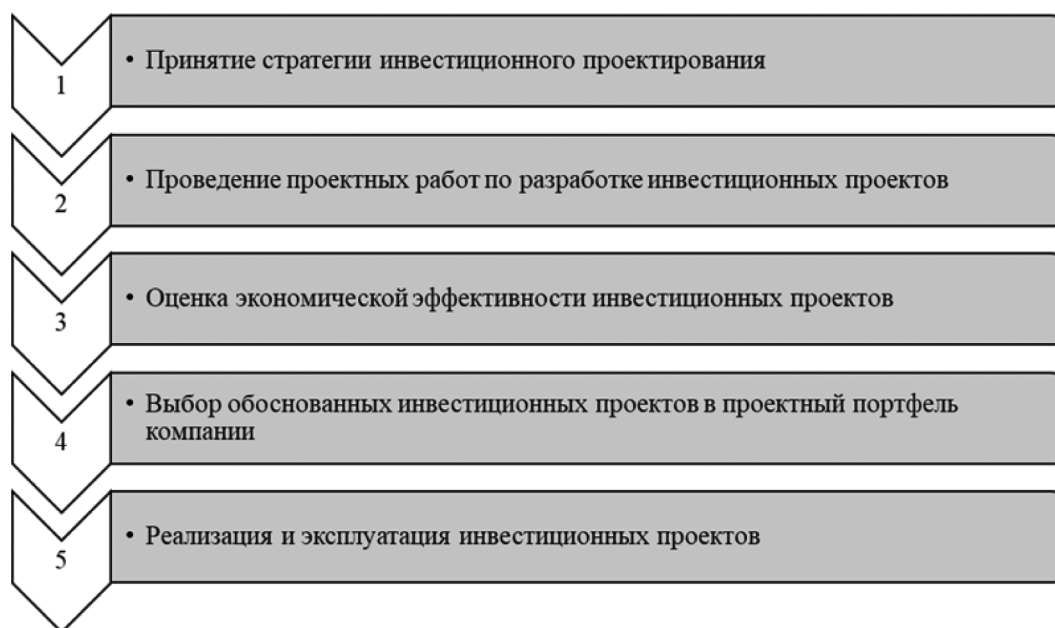 1
• Принятие стратегии инвестиционного проектирования
2
• Проведение проектных работ по разработке инвестиционных проектов
3
• Оценка экономической эффективности инвестиционных проектов
4
• Выбор обоснованных инвестиционных проектов в проектный портфель
компании
5
• Реализация и эксплуатация инвестиционных проектов